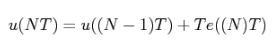 u(NT) = u((N − 1)T) + Te((N)T)